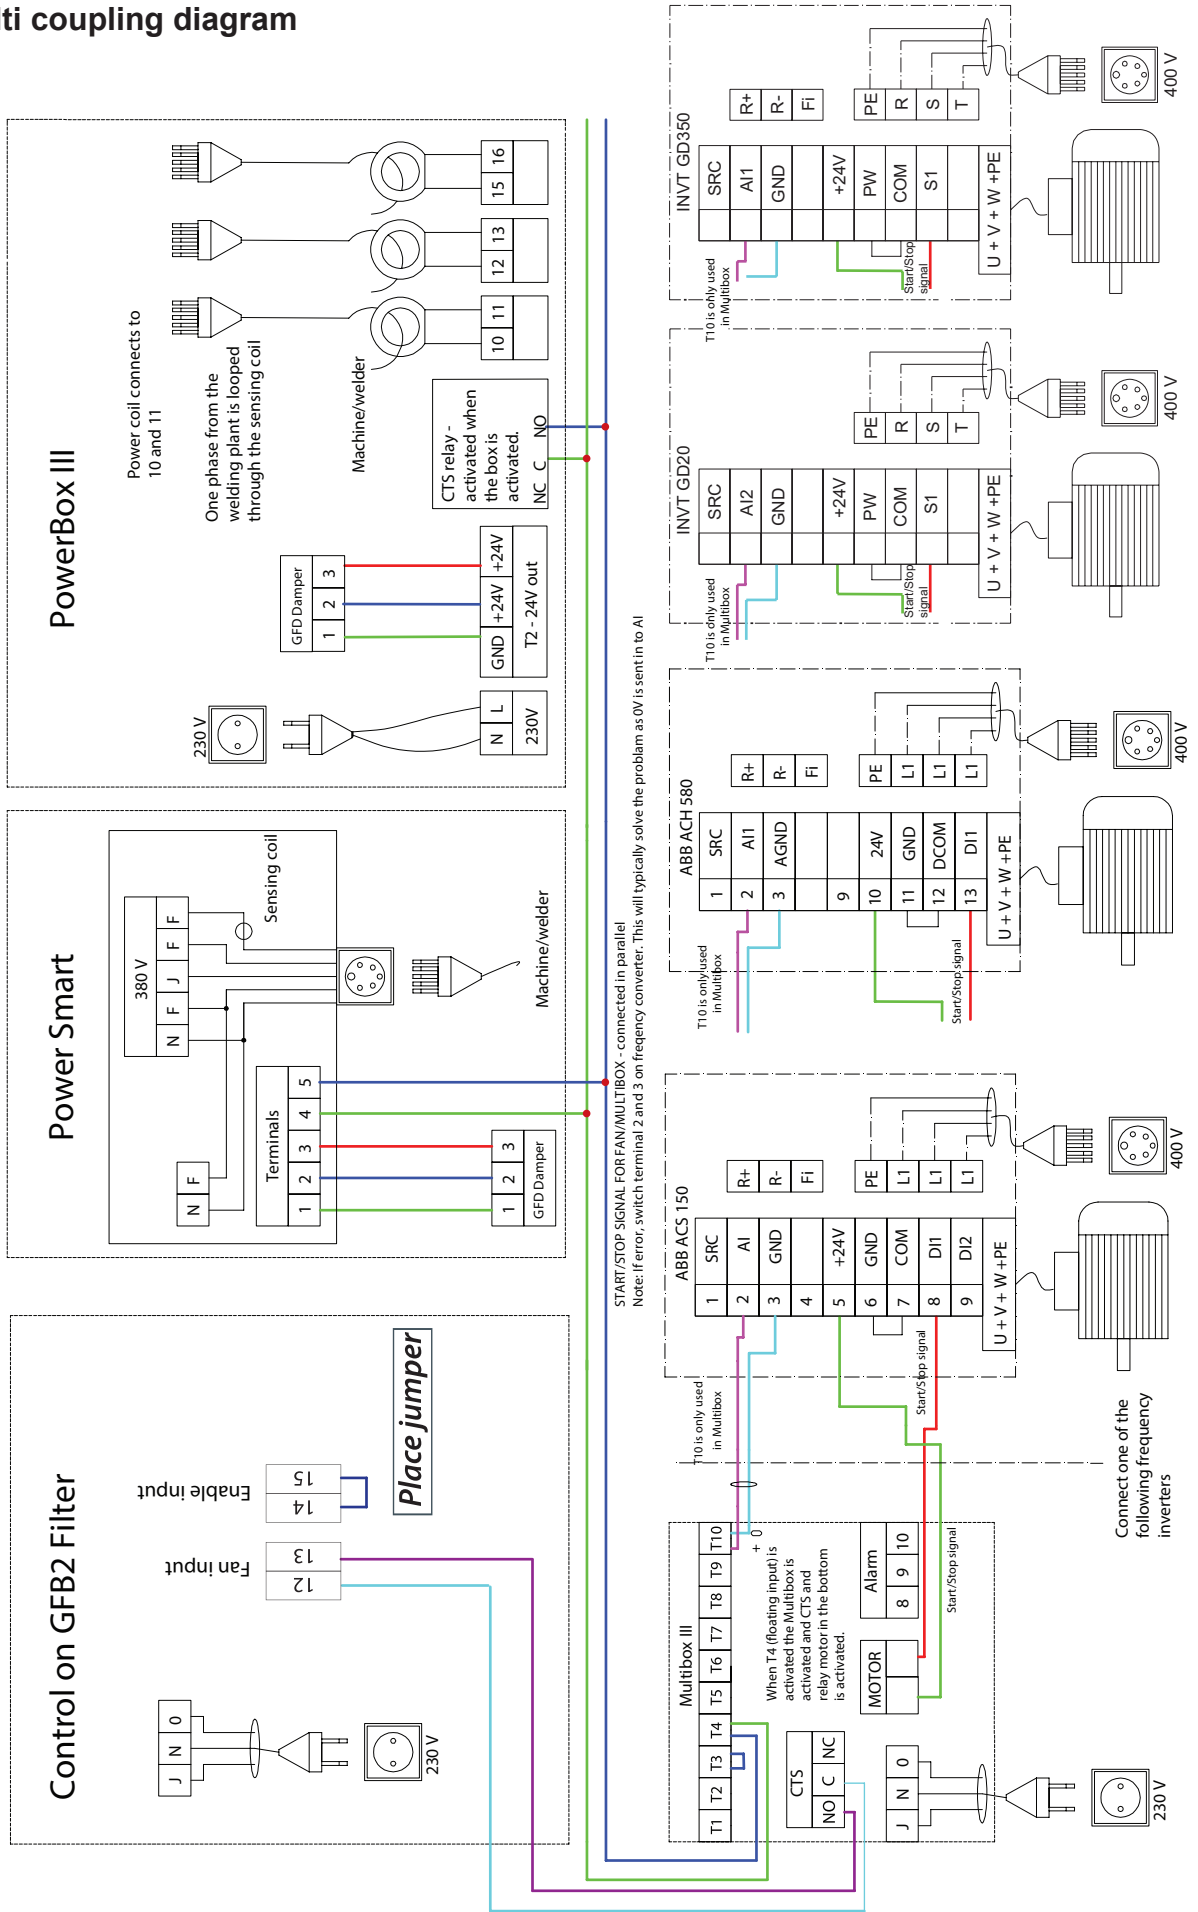 lti coupling diagram
PowerBox III
230 V
N L
230V
GFD Damper
1 2 3
GND +24V +24V
T2 - 24V out
Power coil connects to
10 and 11
One phase from the
welding plant is looped
through the sensing coil
Machine/welder
CTS relay -
activated when
the box is
activated.
NC C NO
10 11
12 13
15 16
Power Smart
N F
380 V
N F J F F
Sensing coil
Terminals
1 2 3 4 5
GFD Damper
1 2 3
Machine/welder
Control on GFB2 Filter
J N 0
230 V
Fan input
12 13
Enable input
14 15
Place jumper
START/STOP SIGNAL FOR FAN/MULTIBOX - connected in parallel
Note: If error, switch terminal 2 and 3 on freqency converter. This will typically solve the problam as 0V is sent in to AI
Multibox III
T1 T2 T3 T4 T5 T6 T7 T8 T9 T10
+ 0
When T4 (floating input) is
activated the Multibox is
activated and CTS and
relay motor in the bottom
is activated.
CTS
NO C NC
MOTOR
Alarm
8 9 10
J N 0
230 V
Start/Stop signal
Connect one of the
following frequency
inverters
T10 is only used
in Multibox
Start/Stop signal
ABB ACS 150
1 SRC
2 AI
3 GND
4
5 +24V
6 GND
7 COM
8 DI1
9 DI2
U + V + W +PE
R+
R-
Fi
PE
L1
L1
L1
400 V
T10 is only used
in Multibox
Start/Stop signal
ABB ACH 580
1 SRC
2 AI1
3 AGND
9
10 24V
11 GND
12 DCOM
13 DI1
U + V + W +PE
R+
R-
Fi
PE
L1
L1
L1
400 V
T10 is only used
in Multibox
Start/Stop
signal
INVT GD20
SRC
AI2
GND
+24V
PW
COM
S1
U + V + W +PE
PE
R
S
T
400 V
T10 is only used
in Multibox
Start/Stop
signal
INVT GD350
SRC
AI1
GND
+24V
PW
COM
S1
U + V + W +PE
R+
R-
Fi
PE
R
S
T
400 V